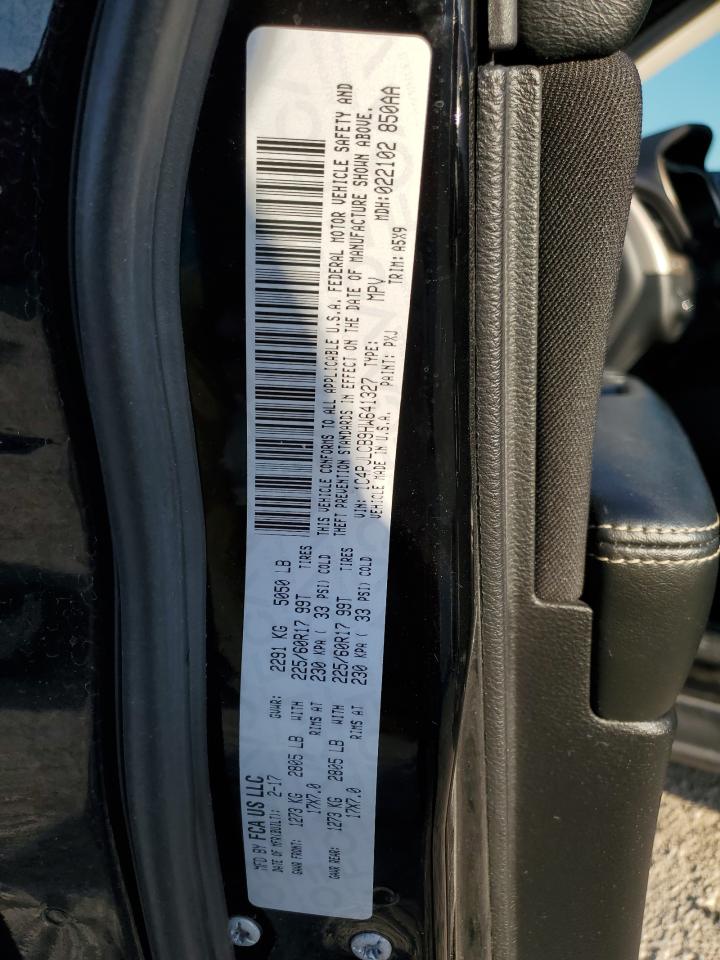 MFD BY FCA US LLC
DATE OF MFR(BUILT): 2-17 GVWR: 2291 KG 5050 LB
GAWR FRONT: 1273 KG 2805 LB WITH 225/60R17 99T TIRES
17X7.0 RIMS AT 230 KPA ( 33 PSI) COLD
GAWR REAR: 1273 KG 2805 LB WITH 225/60R17 99T TIRES
17X7.0 RIMS AT 230 KPA ( 33 PSI) COLD
THIS VEHICLE CONFORMS TO ALL APPLICABLE U.S.A. FEDERAL MOTOR VEHICLE SAFETY AND
THEFT PREVENTION STANDARDS IN EFFECT ON THE DATE OF MANUFACTURE SHOWN ABOVE.
VIN: 1C4PJLCB9HW641327 TYPE: MPV MDH:022102 850AA
VEHICLE MADE IN U.S.A. PAINT: PXJ TRIM: A5X9